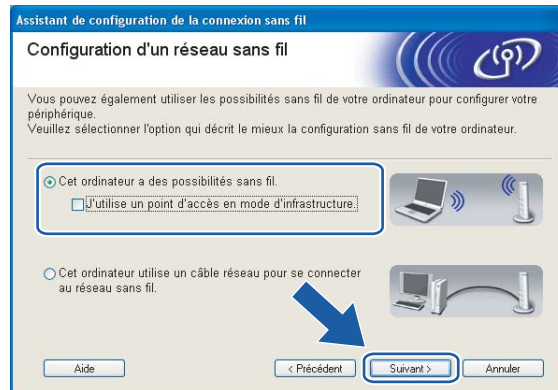 Assistant de configuration de la connexion sans fil
Configuration d'un réseau sans fil
Vous pouvez également utiliser les possibilités sans fil de votre ordinateur pour configurer votre
périphérique.
Veuillez sélectionner l'option qui décrit le mieux la configuration sans fil de votre ordinateur.
Cet ordinateur a des possibilités sans fil.
J'utilise un point d'accès en mode d'infrastructure.
Cet ordinateur utilise un câble réseau pour se connecter
au réseau sans fil.
Aide
< Précédent
Suivant >
Annuler